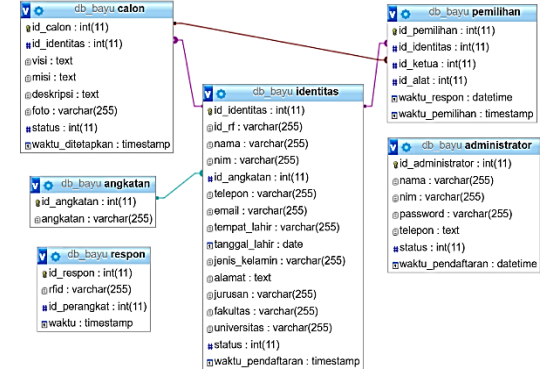 db_bayu calon
id_calon : int(11)
id_identitas : int(11)
visi : text
misi : text
deskripsi : text
foto : varchar(255)
status : int(11)
waktu_ditetapkan : timestamp
db_bayu pemilihan
id_pemilihan : int(11)
id_identitas : int(11)
id_ketua : int(11)
id_alat : int(11)
waktu_respon : datetime
waktu_pemilihan : timestamp
db_bayu identitas
id_identitas : int(11)
id_rf : varchar(255)
nama : varchar(255)
nim : varchar(255)
id_angkatan : int(11)
telepon : varchar(255)
email : varchar(255)
tempat_lahir : varchar(255)
tanggal_lahir : date
jenis_kelamin : varchar(255)
alamat : text
jurusan : varchar(255)
fakultas : varchar(255)
universitas : varchar(255)
status : int(11)
waktu_pendaftaran : timestamp
db_bayu administrator
id_administrator : int(11)
nama : varchar(255)
nim : varchar(255)
password : varchar(255)
telepon : text
status : int(11)
waktu_pendaftaran : datetime
db_bayu angkatan
id_angkatan : int(11)
angkatan : varchar(255)
db_bayu respon
id_respon : int(11)
rfid : varchar(255)
id_perangkat : int(11)
waktu : timestamp